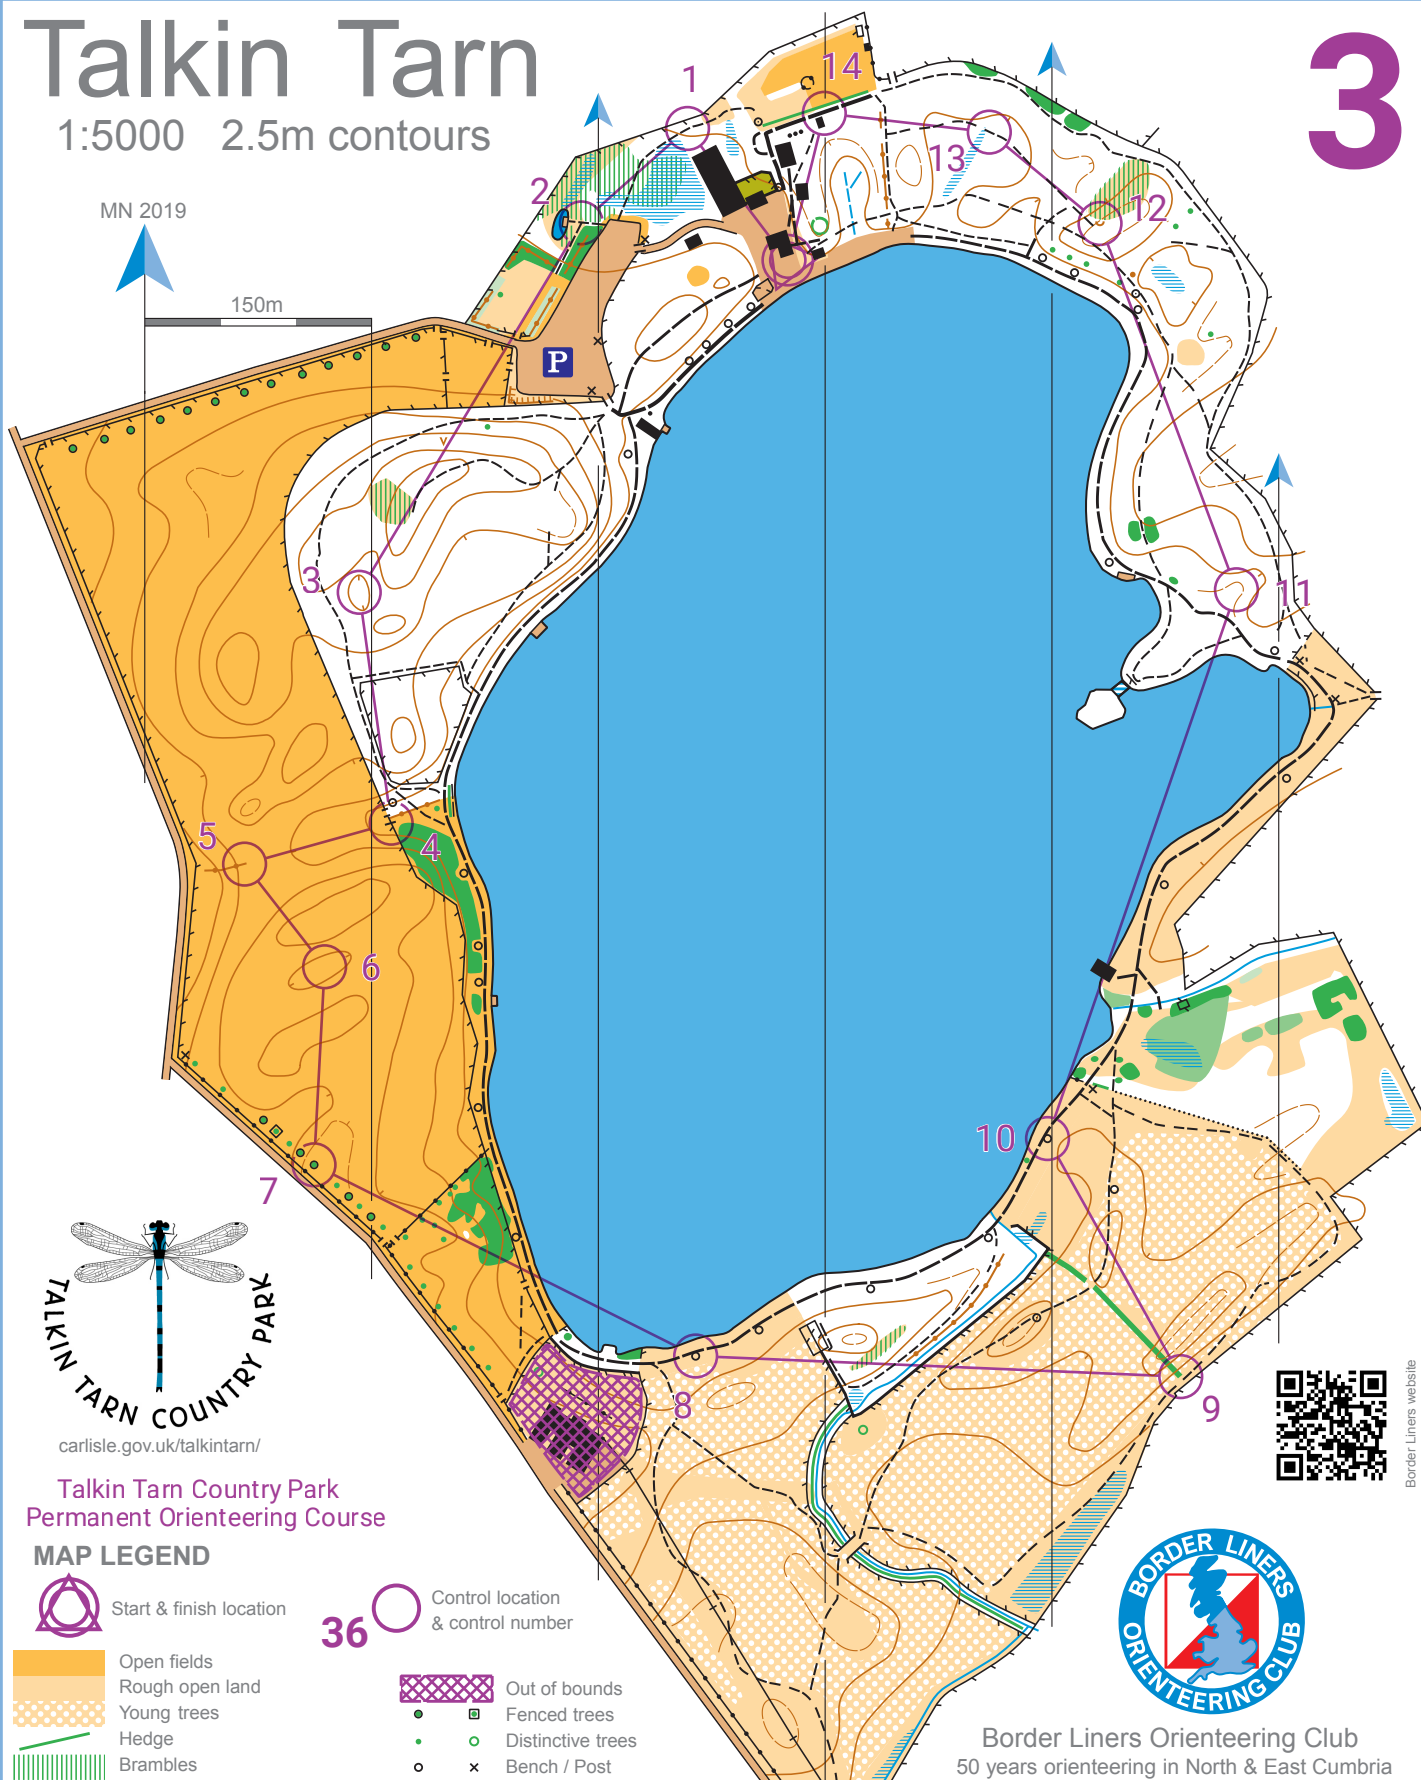 Talkin Tarn
1:5000 2.5m contours
3
MN 2019
150m
1
2
3
4
5
6
7
8
9
10
11
12
13
14
P
TALKIN TARN COUNTRY PARK
carlisle.gov.uk/talkintarn/
Talkin Tarn Country Park
Permanent Orienteering Course
MAP LEGEND
Start & finish location
36
Control location
& control number
Open fields
Rough open land
Young trees
Hedge
Brambles
Out of bounds
Fenced trees
Distinctive trees
Bench / Post
Border Liners website
BORDER LINERS
ORIENTEERING CLUB
Border Liners Orienteering Club
50 years orienteering in North & East Cumbria